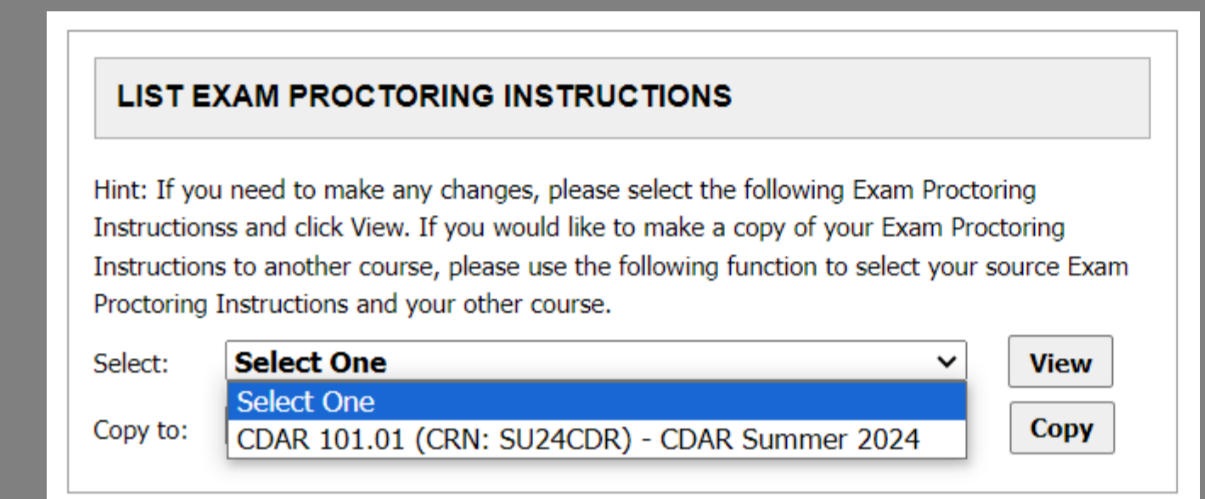 LIST EXAM PROCTORING INSTRUCTIONS
Hint: If you need to make any changes, please select the following Exam Proctoring
Instructionss and click View. If you would like to make a copy of your Exam Proctoring
Instructions to another course, please use the following function to select your source Exam
Proctoring Instructions and your other course.
Select: Select One View
Select One
Copy to: Copy
CDAR 101.01 (CRN: SU24CDR) - CDAR Summer 2024